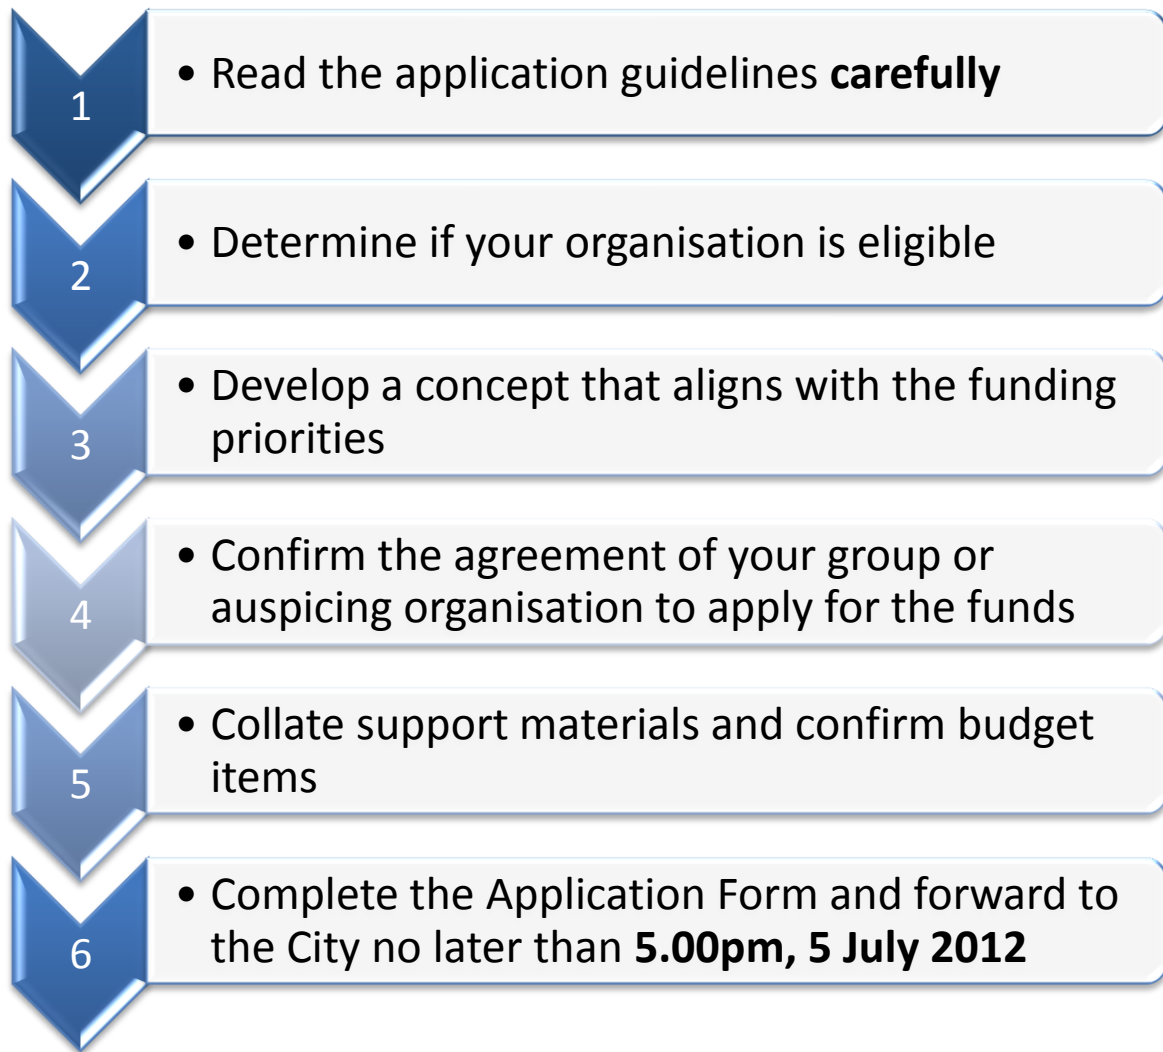 1
• Read the application guidelines carefully
2
• Determine if your organisation is eligible
3
• Develop a concept that aligns with the funding
priorities
4
• Confirm the agreement of your group or
auspicing organisation to apply for the funds
5
• Collate support materials and confirm budget
items
6
• Complete the Application Form and forward to
the City no later than 5.00pm, 5 July 2012